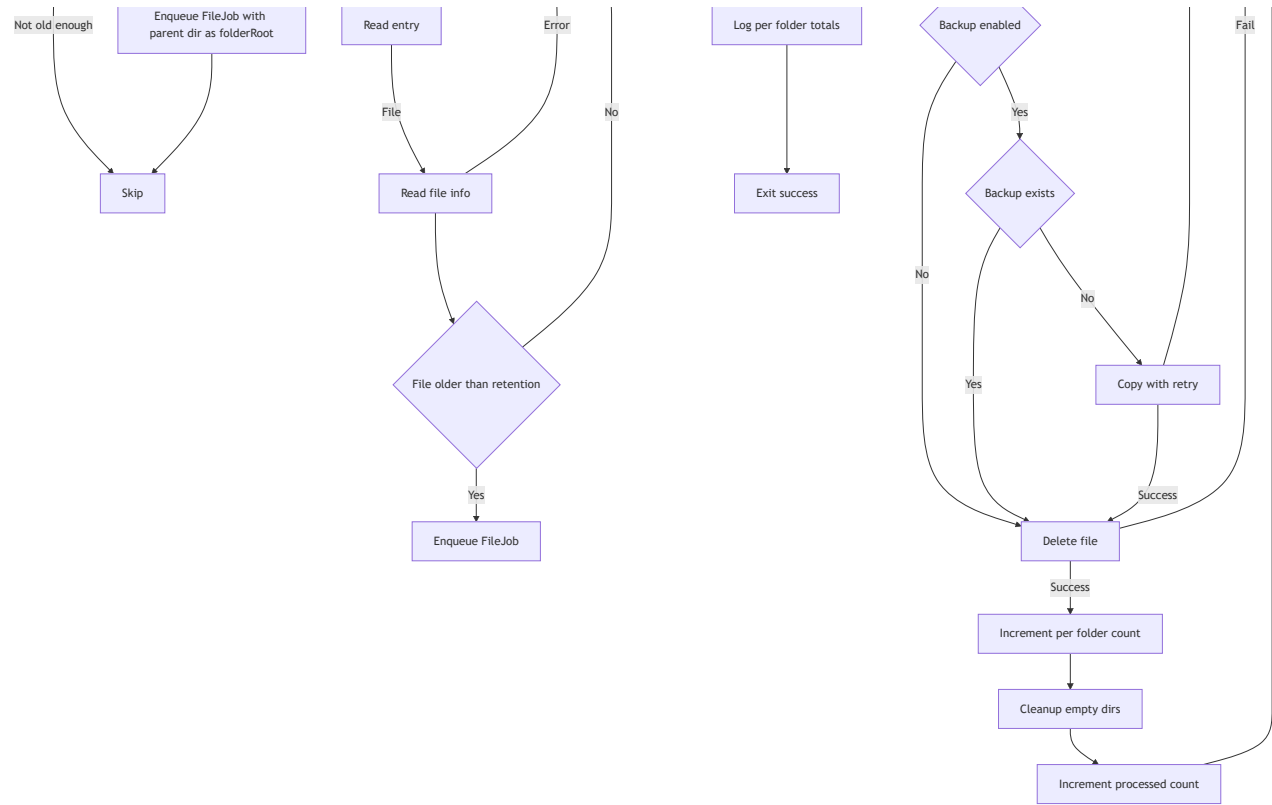 Not old enough
Enqueue FileJob with
parent dir as folderRoot
Read entry
Error
Log per folder totals
Backup enabled
Fail
File
No
Yes
Skip
Read file info
Exit success
Backup exists
No
No
File older than retention
Yes
Copy with retry
Yes
Success
Enqueue FileJob
Delete file
Success
Increment per folder count
Cleanup empty dirs
Increment processed count